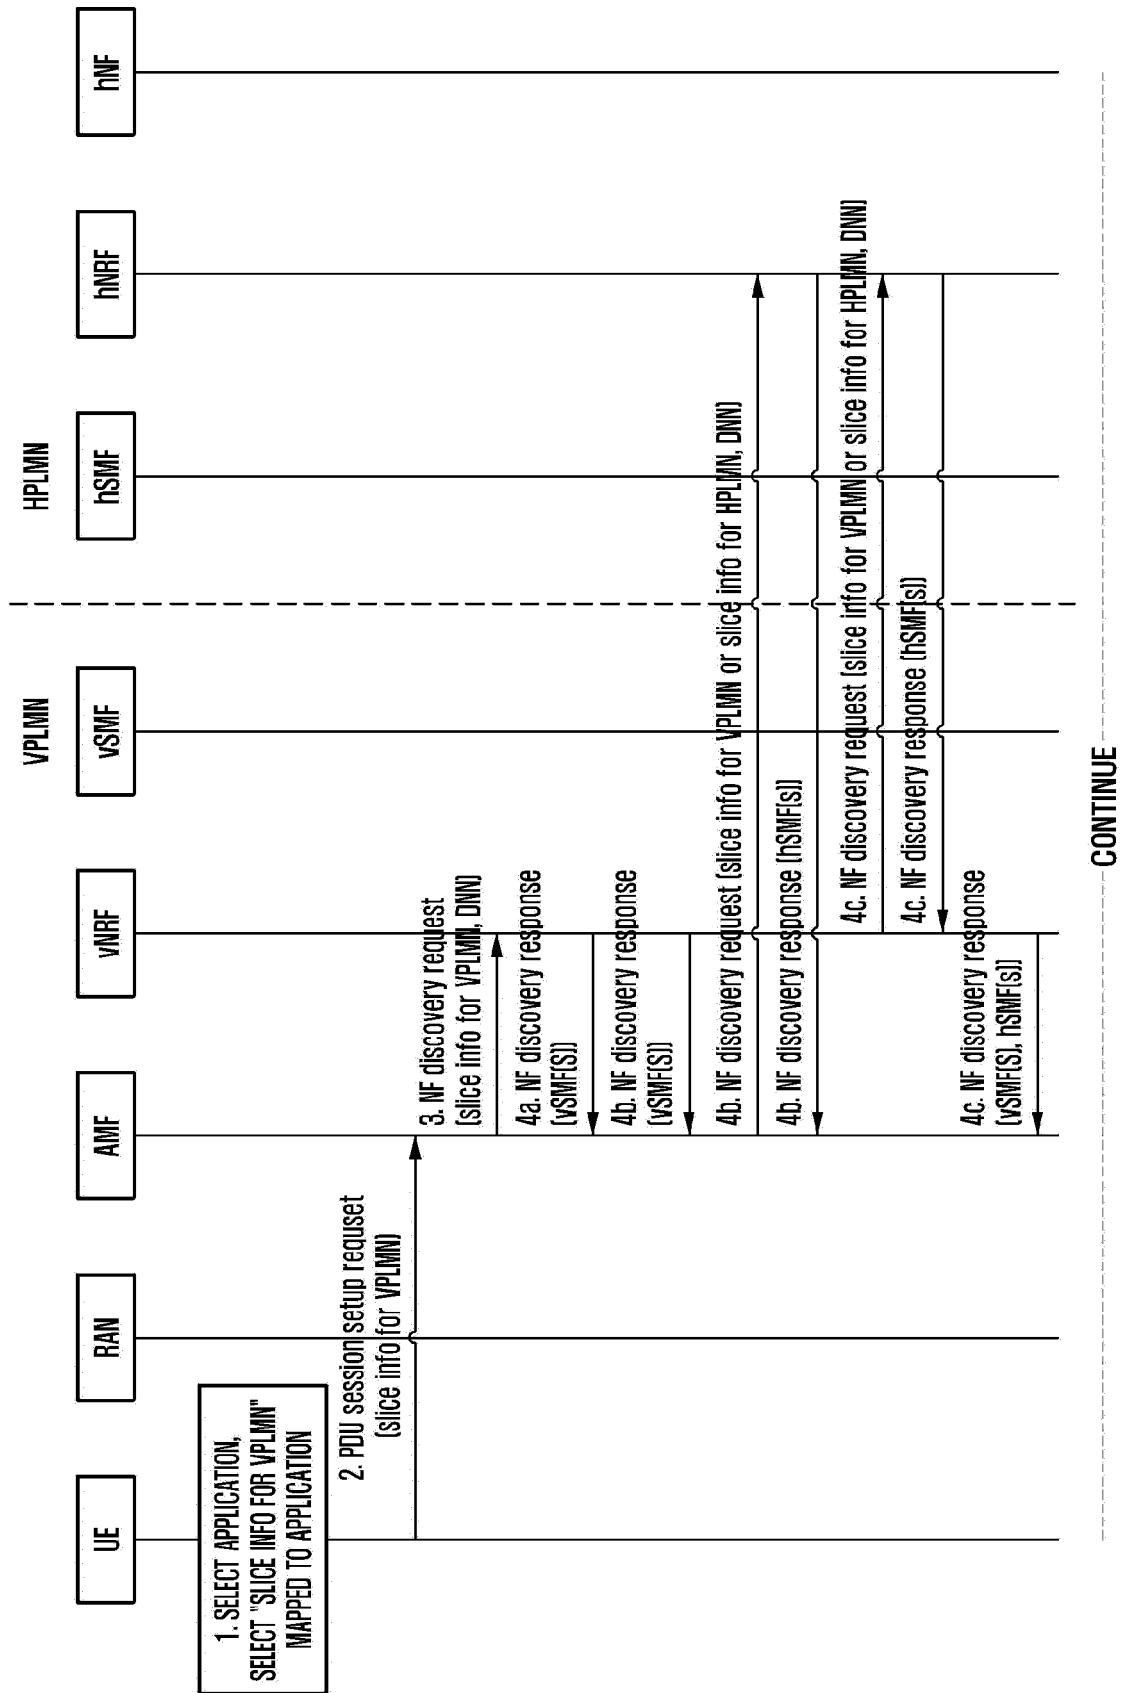 VPLMN
HPLMN
UE
RAN
AMF
vNRF
vSMF
hSMF
hNRF
hNF
1. SELECT APPLICATION,
SELECT "SLICE INFO FOR VPLMN"
MAPPED TO APPLICATION
2. PDU session setup requset
(slice info for VPLMN)
3. NF discovery request
(slice info for VPLMN, DNN)
4a. NF discovery response
(vSMF(S))
4b. NF discovery response
(vSMF(S))
4b. NF discovery request (slice info for VPLMN or slice info for HPLMN, DNN)
4b. NF discovery response (hSMF(s))
4c. NF discovery request (slice info for VPLMN or slice info for HPLMN, DNN)
4c. NF discovery response (hSMF(s))
4c. NF discovery response
(vSMF(S), hSMF(s))
CONTINUE